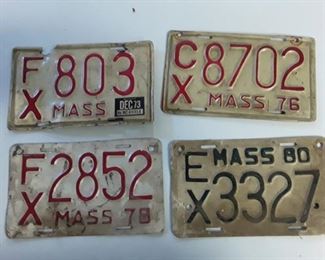 FX 803
MASS DEC 73
CX 8702
MASS 76
FX 2852
MASS 78
MASS 80
EX 3327